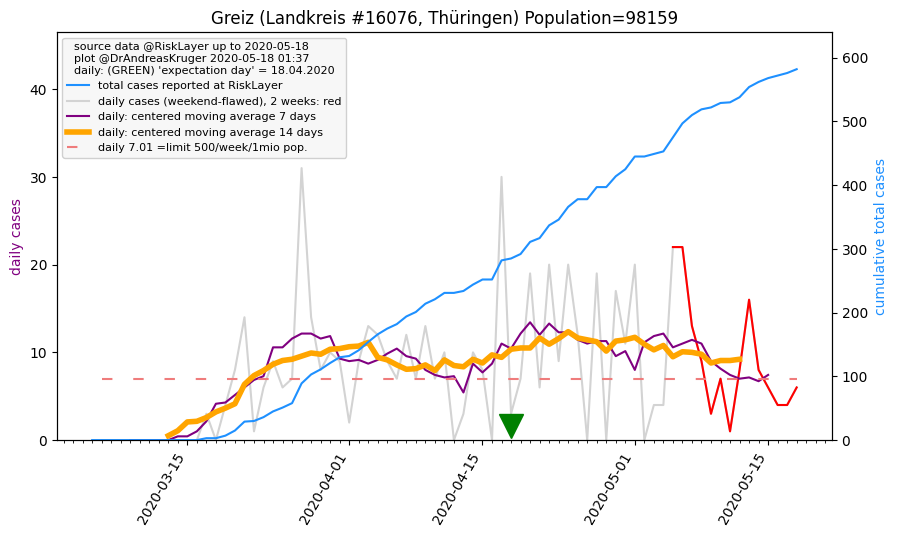 Greiz (Landkreis #16076, Thüringen) Population=98159
source data @RiskLayer up to 2020-05-18
plot @DrAndreasKruger 2020-05-18 01:37
daily: (GREEN) 'expectation day' = 18.04.2020
total cases reported at RiskLayer
daily cases (weekend-flawed), 2 weeks: red
daily: centered moving average 7 days
daily: centered moving average 14 days
daily 7.01 =limit 500/week/1mio pop.
daily cases
0
10
20
30
40
cumulative total cases
0
100
200
300
400
500
600
2020-03-15
2020-04-01
2020-04-15
2020-05-01
2020-05-15